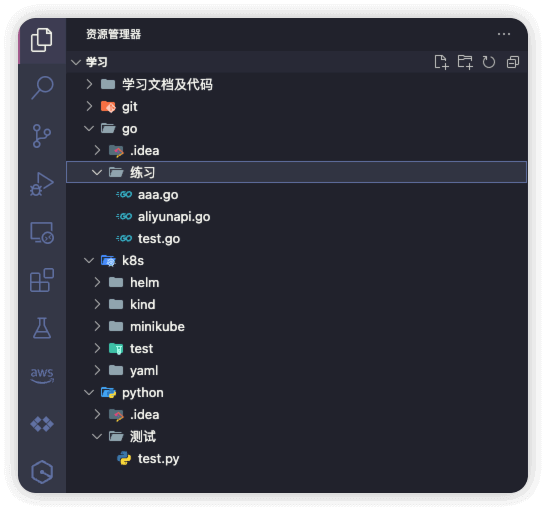 资源管理器
学习
学习文档及代码
git
go
.idea
练习
aaa.go
aliyunapi.go
test.go
k8s
helm
kind
minikube
test
yaml
python
.idea
测试
test.py
aws